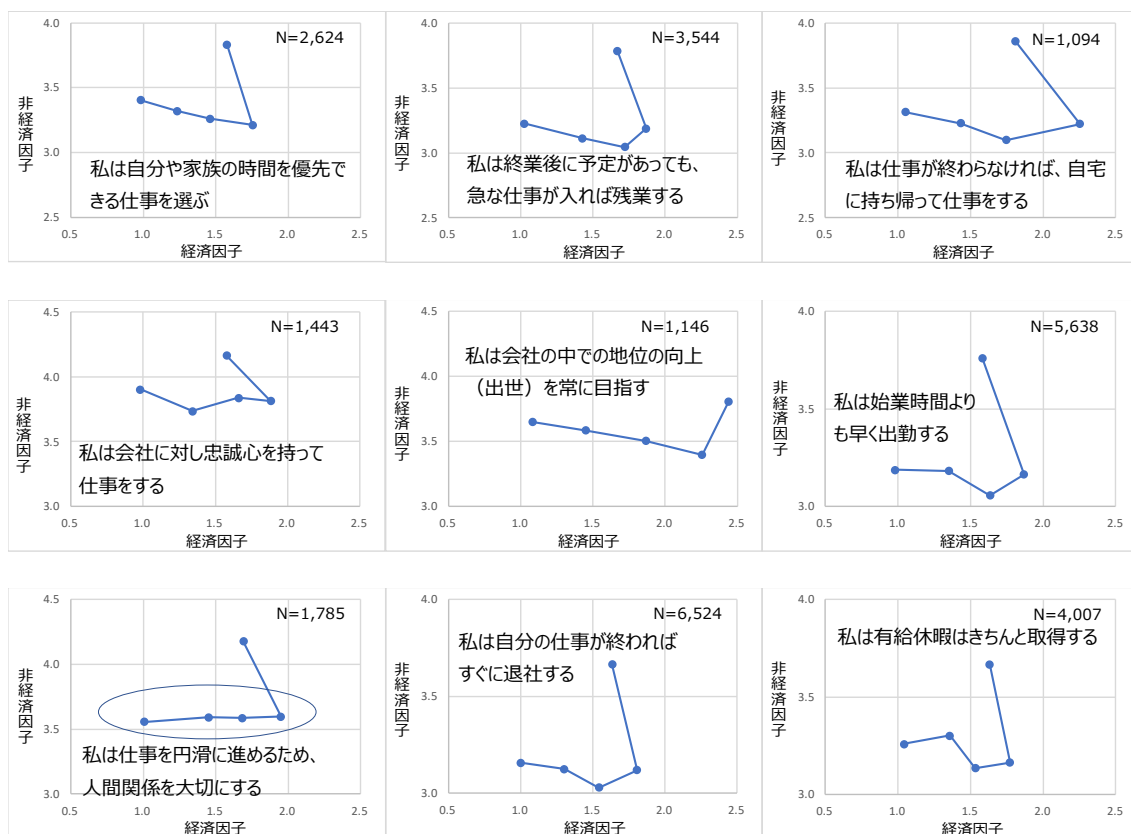 4.0
N=2,624
3.5
非経済因子
3.0
私は自分や家族の時間を優先で
きる仕事を選ぶ
2.5
0.5 1.0 1.5 2.0 2.5
経済因子
4.0
N=3,544
3.5
非経済因子
3.0
私は終業後に予定があっても、
急な仕事が入れば残業する
2.5
0.5 1.0 1.5 2.0 2.5
経済因子
4.0
N=1,094
3.5
非経済因子
3.0
私は仕事が終わらなければ、自宅
に持ち帰って仕事をする
2.5
0.5 1.0 1.5 2.0 2.5
経済因子
4.5
N=1,443
4.0
非経済因子
3.5
私は会社に対し忠誠心を持って
仕事をする
3.0
0.5 1.0 1.5 2.0 2.5
経済因子
4.5
N=1,146
私は会社の中での地位の向上
（出世）を常に目指す
4.0
非経済因子
3.5
3.0
0.5 1.0 1.5 2.0 2.5
経済因子
4.0
N=5,638
3.5
非経済因子
私は始業時間より
も早く出勤する
3.0
0.5 1.0 1.5 2.0 2.5
経済因子
4.5
N=1,785
4.0
非経済因子
3.5
私は仕事を円滑に進めるため、
人間関係を大切にする
3.0
0.5 1.0 1.5 2.0 2.5
経済因子
4.0
N=6,524
私は自分の仕事が終われば
すぐに退社する
3.5
非経済因子
3.0
0.5 1.0 1.5 2.0 2.5
経済因子
4.0
N=4,007
私は有給休暇はきちんと取得する
3.5
非経済因子
3.0
0.5 1.0 1.5 2.0 2.5
経済因子